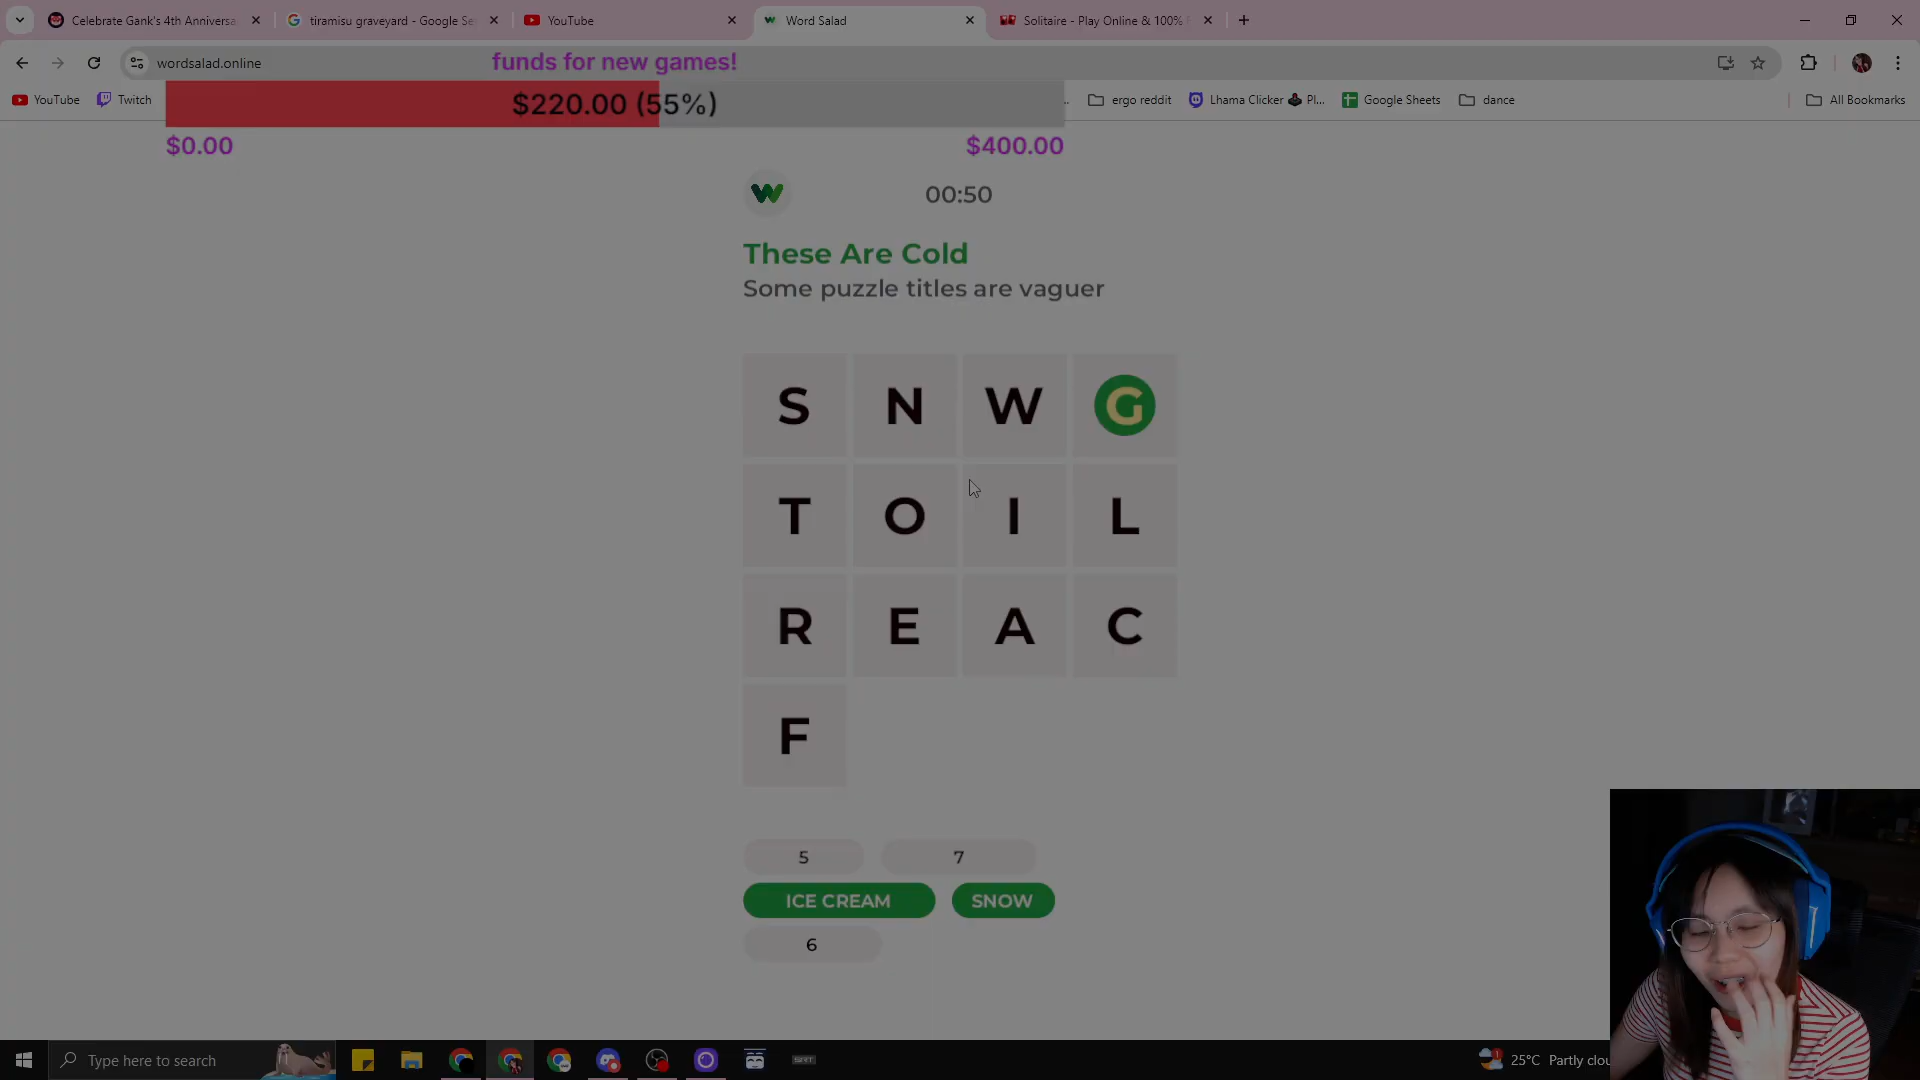 Celebrate Gank's 4th Anniversa
tiramisu graveyard - Google Se
YouTube
Word Salad
Solitaire - Play Online & 100%
wordsalad.online
funds for new games!
YouTube
Twitch
$220.00 (55%)
ergo reddit
Lhama Clicker
Pl...
Google Sheets
dance
All Bookmarks
$0.00
$400.00
W
00:50
These Are Cold
Some puzzle titles are vaguer
S N W G
T O I L
R E A C
F
5 7
ICE CREAM SNOW
6
Type here to search
SRT
25°C Partly clou